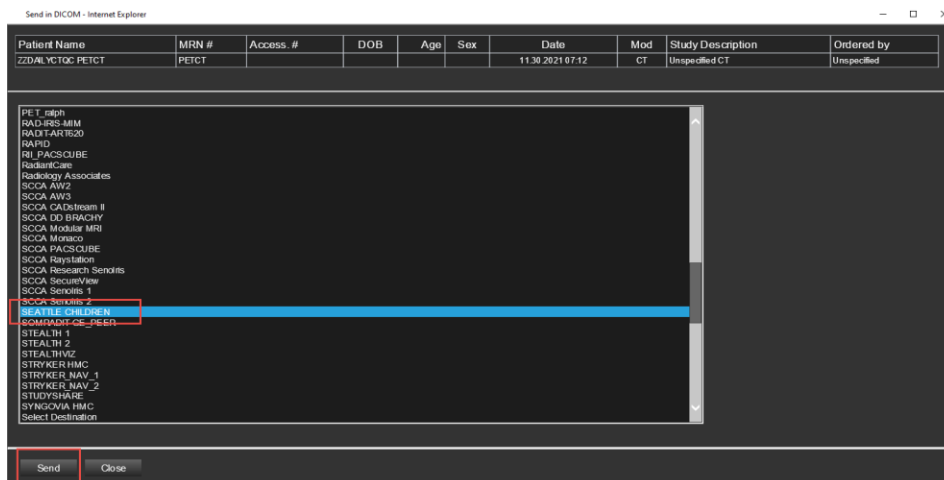 Send in DICOM - Internet Explorer
Patient Name MRN # Access. # DOB Age Sex Date Mod Study Description Ordered by
ZZDAILYCTQC PETCT PETCT 11.30.2021 07:12 CT Unspecified CT Unspecified
PET_ralph
RAD-IRIS-MIM
RADIT-ART620
RAPID
RII_PACSCUBE
RadiantCare
Radiology Associates
SCCA AW2
SCCA AW3
SCCA CADstream II
SCCA DD BRACHY
SCCA Modular MRI
SCCA Monaco
SCCA PACSCUBE
SCCA Raystation
SCCA Research SenoIris
SCCA SecureView
SCCA SenoIris 1
SCCA SenoIris 2
SEATTLE CHILDREN
SOMRADIT CE_PEER
STEALTH 1
STEALTH 2
STEALTHVIZ
STRYKER HMC
STRYKER_NAV_1
STRYKER_NAV_2
STUDYSHARE
SYNGOVIA HMC
Select Destination
Send Close